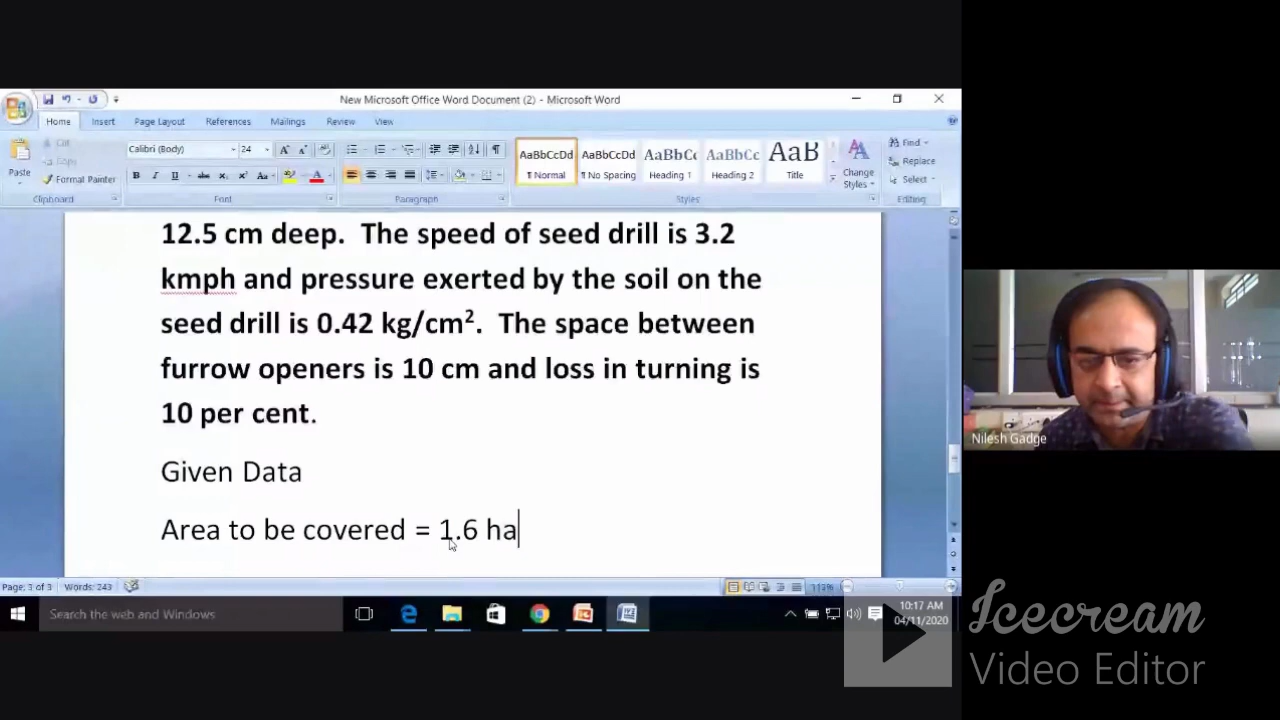 New Microsoft Office Word Document (2) - Microsoft Word
Home Insert Page Layout References Mailings Review View
Cut
Copy
Format Painter
Paste
Clipboard
Calibri (Body) 24
Font
Paragraph
AaBbCcDd AaBbCcDd AaBbCc AaBbCc AaB
¶ Normal ¶ No Spacing Heading 1 Heading 2 Title
Change
Styles
Styles
Find
Replace
Select
Editing
12.5 cm deep. The speed of seed drill is 3.2
kmph and pressure exerted by the soil on the
seed drill is 0.42 kg/cm². The space between
furrow openers is 10 cm and loss in turning is
10 per cent.
Given Data
Area to be covered = 1.6 ha
Page: 3 of 3 Words: 243
Search the web and Windows
10:17 AM
04/11/2020
Nilesh Gadge
Icecream
Video Editor